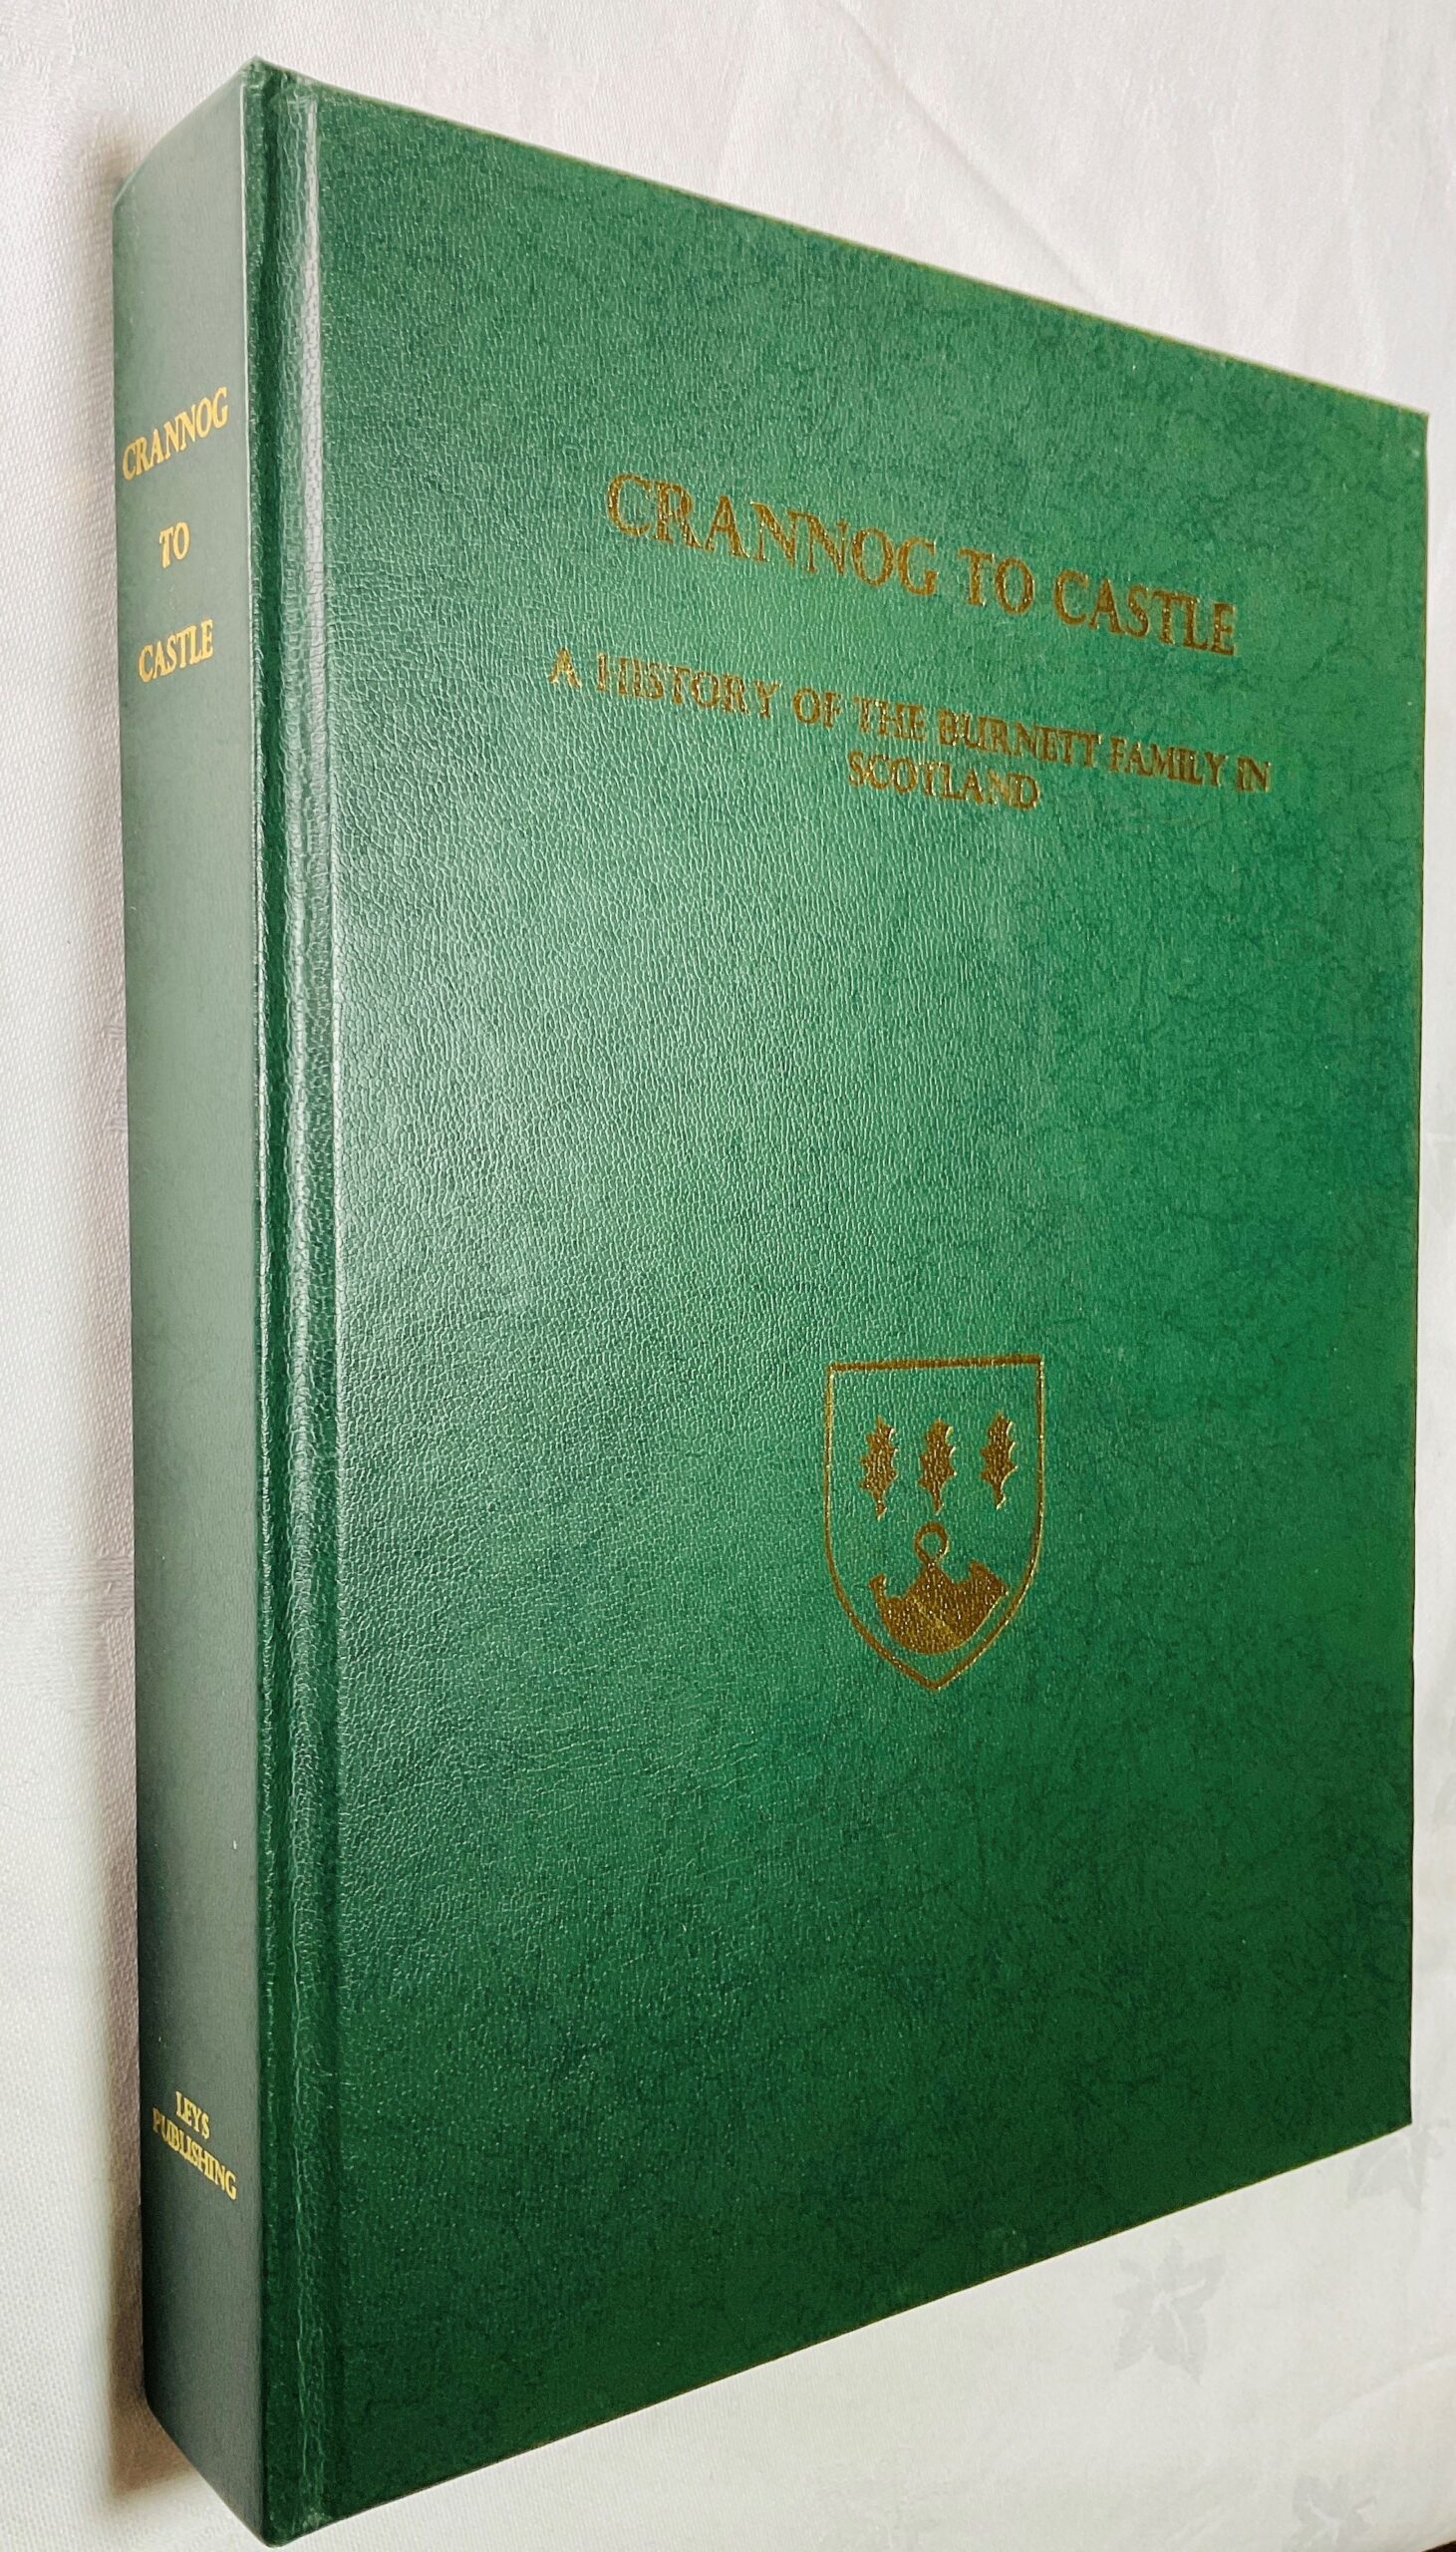 CRANNOG
TO
CASTLE
LEYS
PUBLISHING
CRANNOG TO CASTLE
A HISTORY OF THE BURNETT FAMILY IN
SCOTLAND